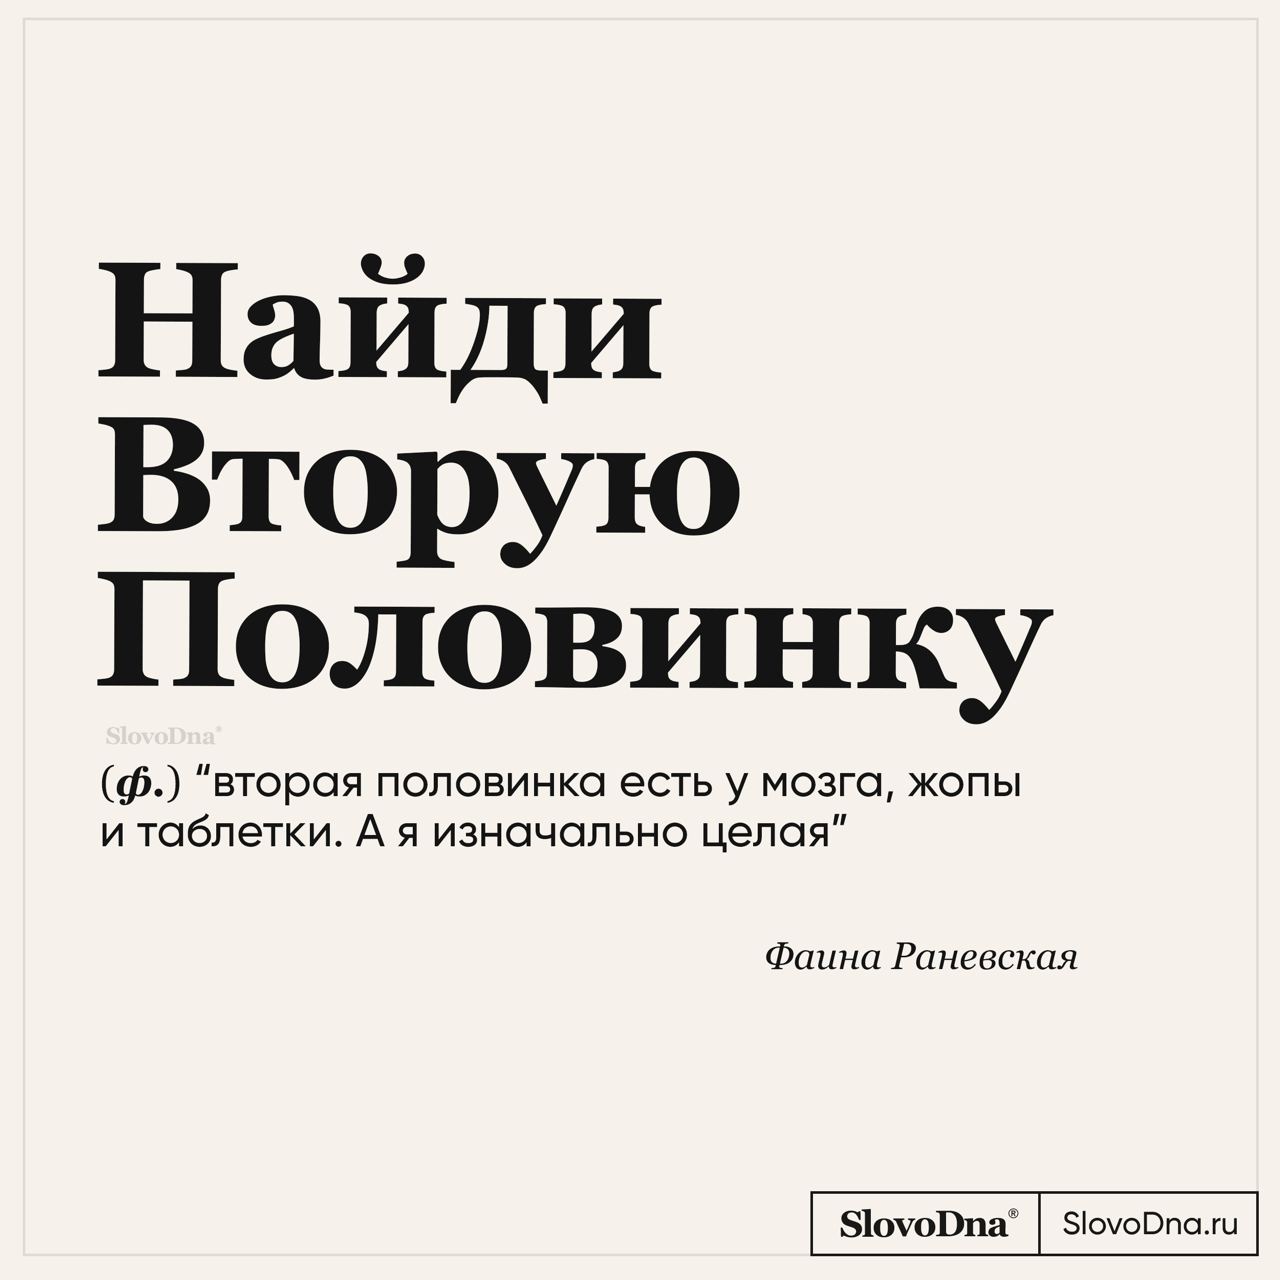 Найди
Вторую
Половинку
SlovoDna®
(ф.) “вторая половинка есть у мозга, жопы
и таблетки. А я изначально целая”
Фаина Раневская
SlovoDna® SlovoDna.ru